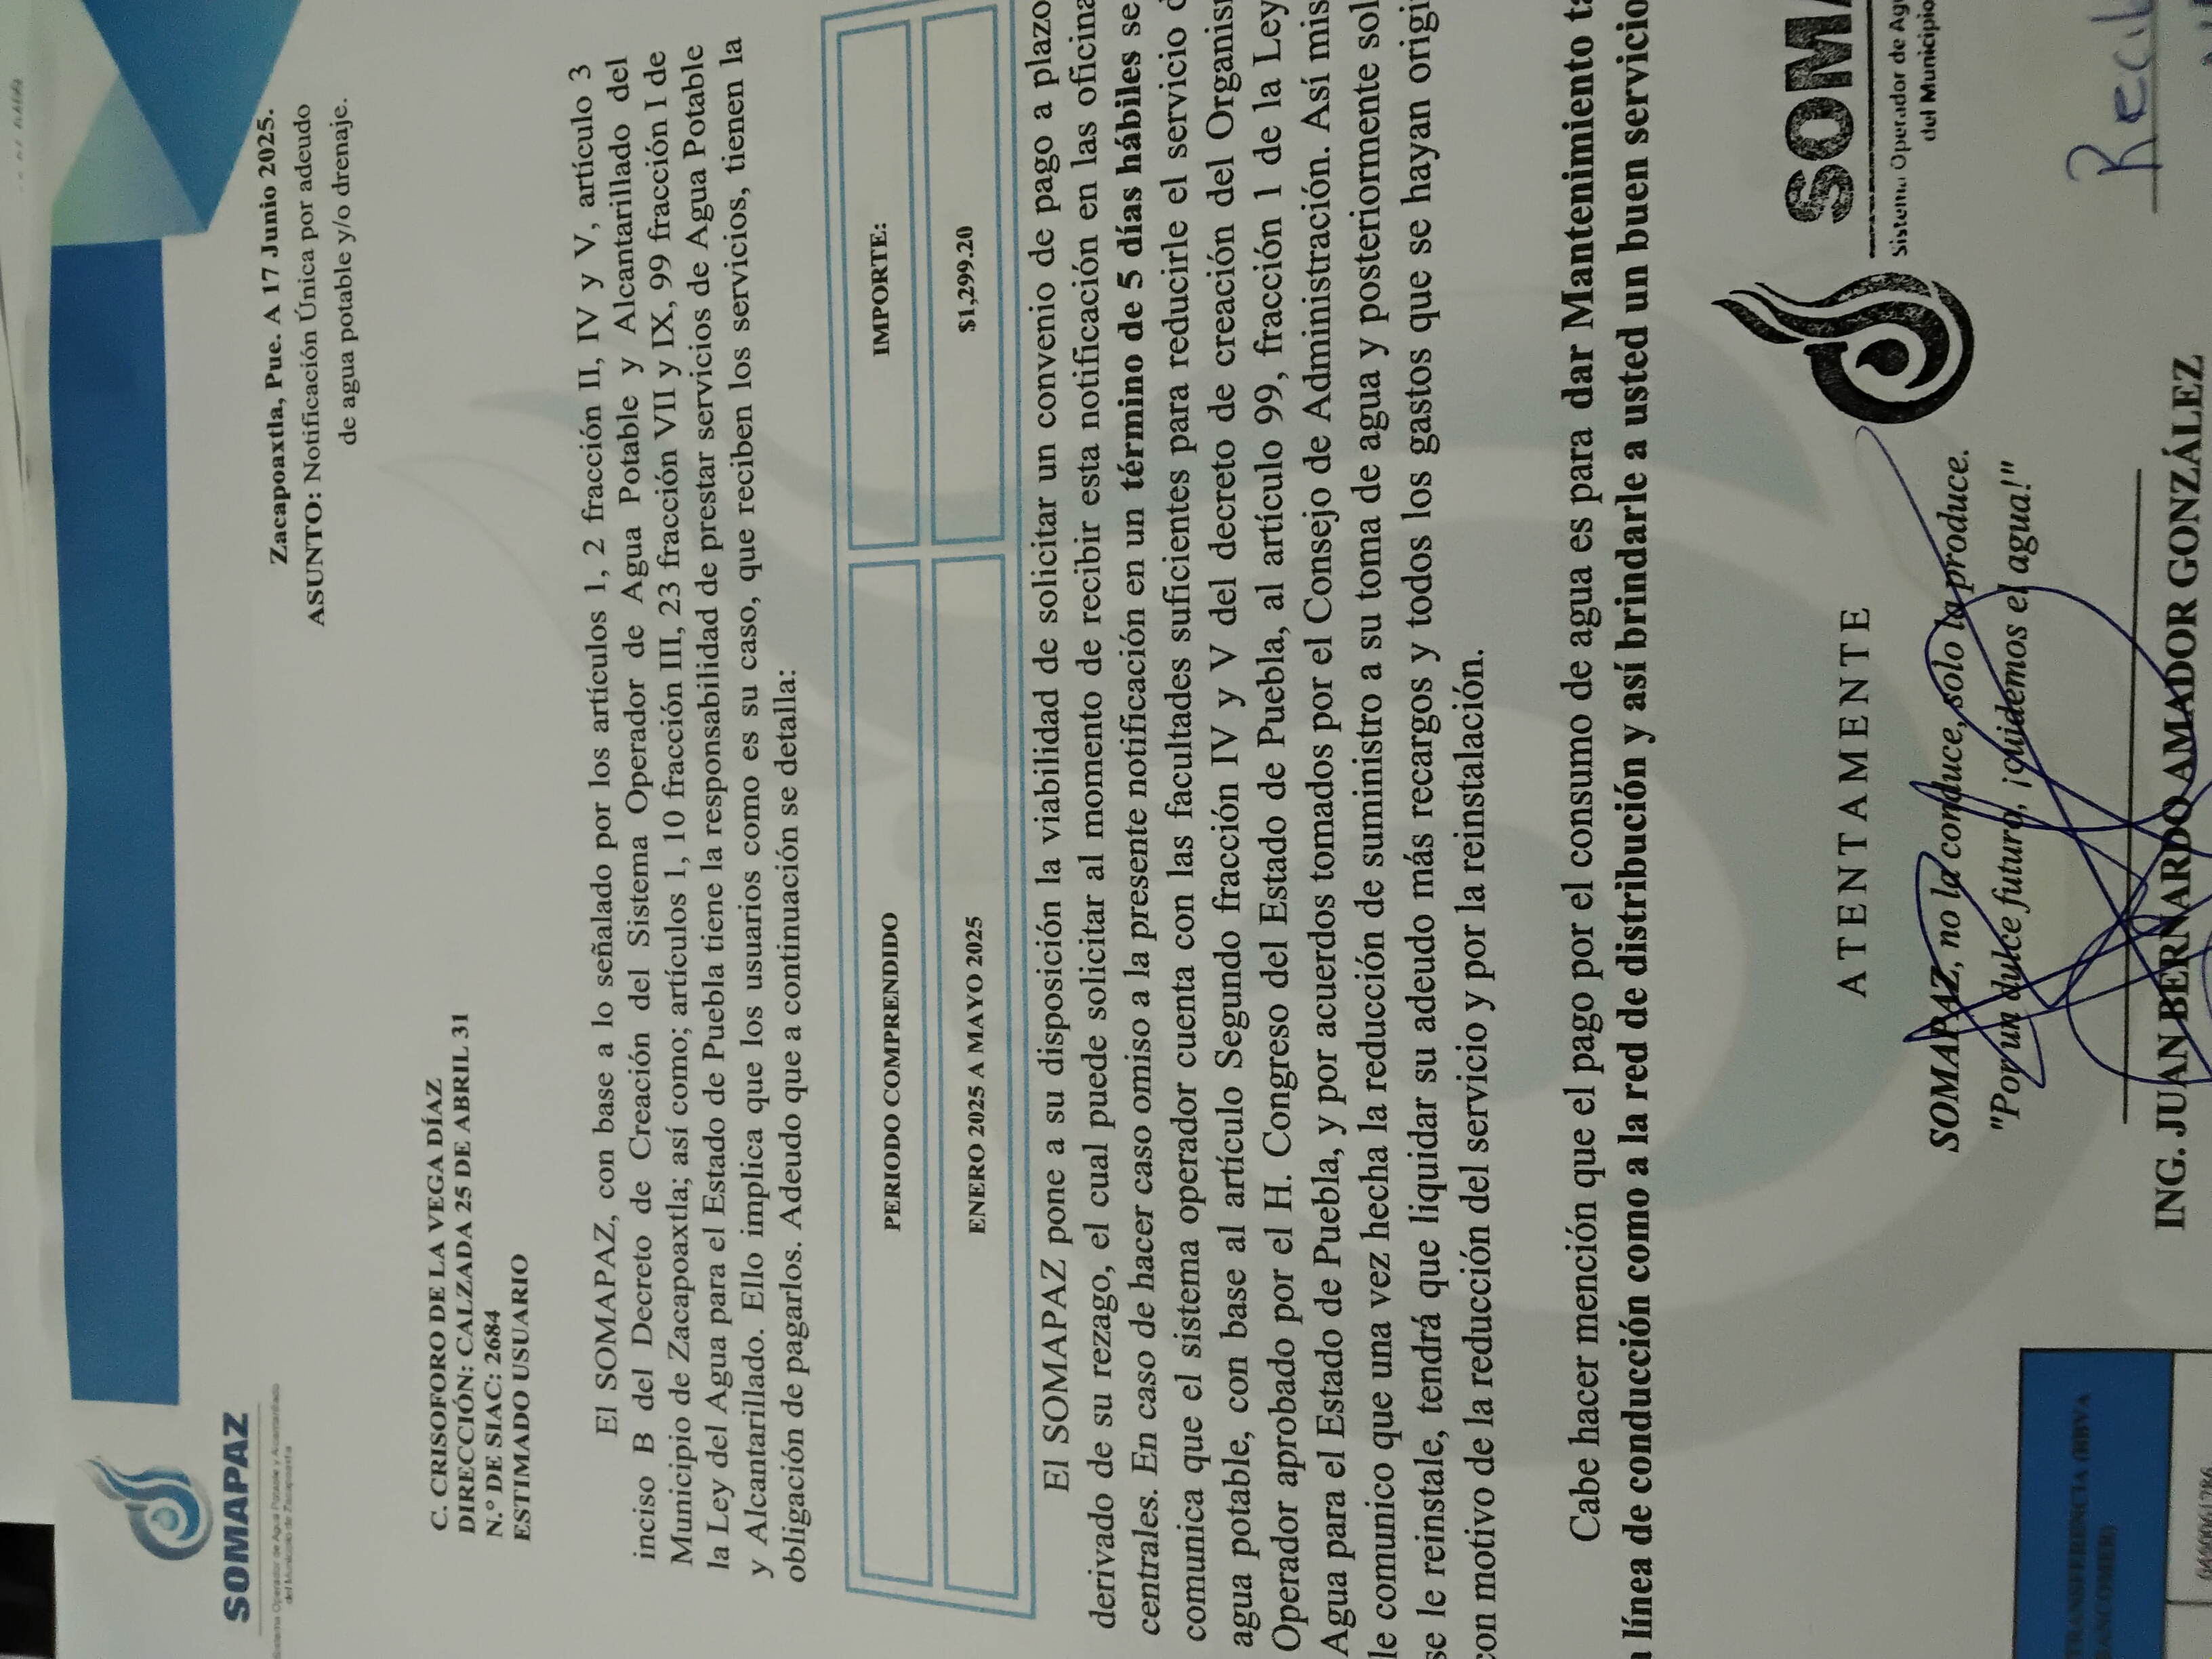 SOMAPAZ
Sistema Operador de Agua Potable y Alcantarillado
del Municipio de Zacapoaxtla
Zacapoaxtla, Pue. A 17 Junio 2025.
ASUNTO: Notificación Única por adeudo
de agua potable y/o drenaje.
C. CRISOFORO DE LA VEGA DÍAZ
DIRECCIÓN: CALZADA 25 DE ABRIL 31
N.º DE SIAC: 2684
ESTIMADO USUARIO
El SOMAPAZ, con base a lo señalado por los artículos 1, 2 fracción II, IV y V, artículo 3
inciso B del Decreto de Creación del Sistema Operador de Agua Potable y Alcantarillado del
Municipio de Zacapoaxtla; así como; artículos 1, 10 fracción III, 23 fracción VII y IX, 99 fracción I de
la Ley del Agua para el Estado de Puebla tiene la responsabilidad de prestar servicios de Agua Potable
y Alcantarillado. Ello implica que los usuarios como es su caso, que reciben los servicios, tienen la
obligación de pagarlos. Adeudo que a continuación se detalla:
PERIODO COMPRENDIDO IMPORTE:
ENERO 2025 A MAYO 2025 $1,299.20
El SOMAPAZ pone a su disposición la viabilidad de solicitar un convenio de pago a plazo
derivado de su rezago, el cual puede solicitar al momento de recibir esta notificación en las oficina
centrales. En caso de hacer caso omiso a la presente notificación en un término de 5 días hábiles se
comunica que el sistema operador cuenta con las facultades suficientes para reducirle el servicio d
agua potable, con base al artículo Segundo fracción IV y V del decreto de creación del Organis
Operador aprobado por el H. Congreso del Estado de Puebla, al artículo 99, fracción 1 de la Ley
Agua para el Estado de Puebla, y por acuerdos tomados por el Consejo de Administración. Así mis
le comunico que una vez hecha la reducción de suministro a su toma de agua y posteriormente sol
se le reinstale, tendrá que liquidar su adeudo más recargos y todos los gastos que se hayan origi
con motivo de la reducción del servicio y por la reinstalación.
Cabe hacer mención que el pago por el consumo de agua es para dar Mantenimiento ta
línea de conducción como a la red de distribución y así brindarle a usted un buen servicio
SOMA
Sistema Operador de Agu
del Municipio
ATENTAMENTE
SOMAPAZ, no la conduce, solo la produce.
"Por un dulce futuro, ¡cuidemos el agua!"
TRANSFERENCIA (BBVA
BANCOMER)
Recib
ING. JUAN BERNARDO AMADOR GONZÁLEZ